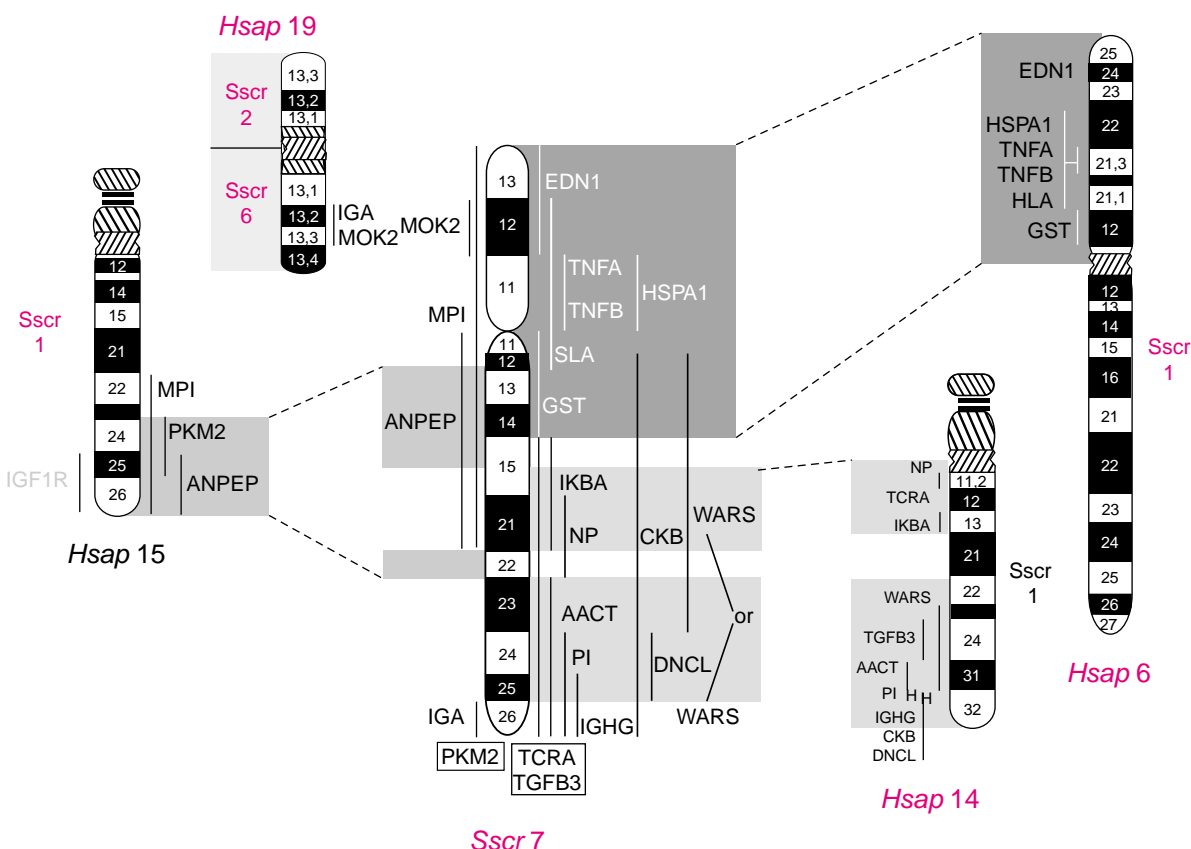 Hsap 19
Sscr
2
Sscr
6
13,3
13,2
13,1
13,1
13,2
13,3
13,4
IGA
MOK2
Sscr
1
12
14
15
21
22
24
25
26
MPI
PKM2
ANPEP
IGF1R
Hsap 15
MOK2
MPI
ANPEP
IGA
PKM2
13
12
11
11
12
13
14
15
21
22
23
24
25
26
EDN1
TNFA
TNFB
HSPA1
SLA
GST
IKBA
NP
CKB
WARS
or
AACT
PI
DNCL
IGHG
WARS
TCRA
TGFB3
Sscr 7
NP
TCRA
IKBA
WARS
TGFB3
AACT
PI H H
IGHG
CKB
DNCL
11,2
12
13
21
22
24
31
32
Sscr
1
Hsap 14
EDN1
HSPA1
TNFA
TNFB
HLA
GST
25
24
23
22
21,3
21,1
12
12
13
14
15
16
21
22
23
24
25
26
27
Sscr
1
Hsap 6